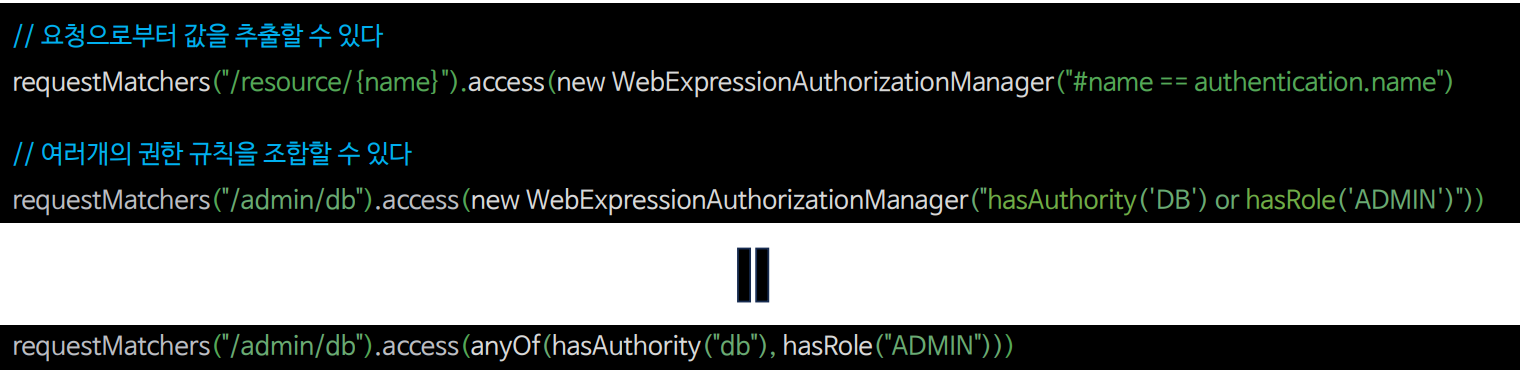 // 요청으로부터 값을 추출할 수 있다
requestMatchers("/resource/{name}").access(new WebExpressionAuthorizationManager("#name == authentication.name")
// 여러개의 권한 규칙을 조합할 수 있다
requestMatchers("/admin/db").access(new WebExpressionAuthorizationManager("hasAuthority('DB') or hasRole('ADMIN')"))
requestMatchers("/admin/db").access(anyOf(hasAuthority("db"), hasRole("ADMIN")))